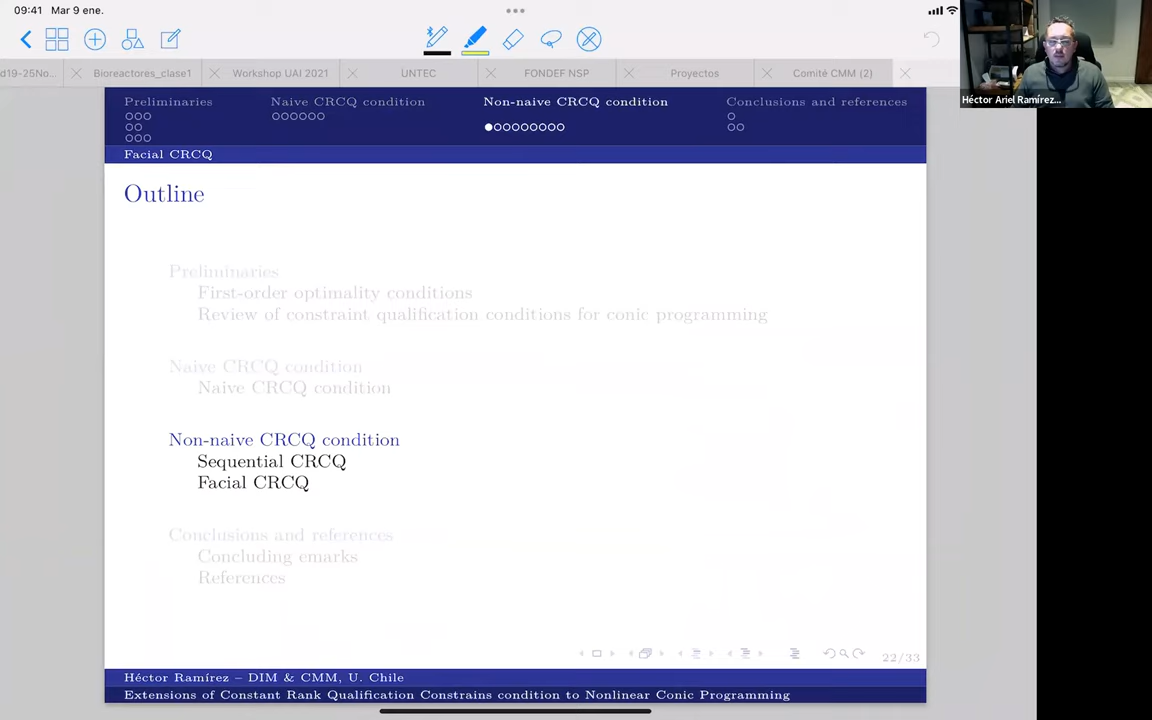 09:41 Mar 9 ene.
d19-25No...
Bioreactores_clase1
Workshop UAI 2021
UNTEC
FONDEF NSP
Proyectos
Comité CMM (2)
Héctor Ariel Ramírez...
Preliminaries
Naive CRCQ condition
Non-naive CRCQ condition
Conclusions and references
Facial CRCQ
Outline
Preliminaries
First-order optimality conditions
Review of constraint qualification conditions for conic programming
Naive CRCQ condition
Naive CRCQ condition
Non-naive CRCQ condition
Sequential CRCQ
Facial CRCQ
Conclusions and references
Concluding emarks
References
22/33
Héctor Ramírez – DIM & CMM, U. Chile
Extensions of Constant Rank Qualification Constrains condition to Nonlinear Conic Programming